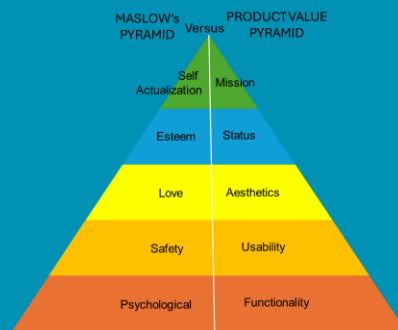 MASLOW's
PYRAMID
Versus
PRODUCT VALUE
PYRAMID
Self
Actualization
Mission
Esteem
Status
Love
Aesthetics
Safety
Usability
Psychological
Functionality